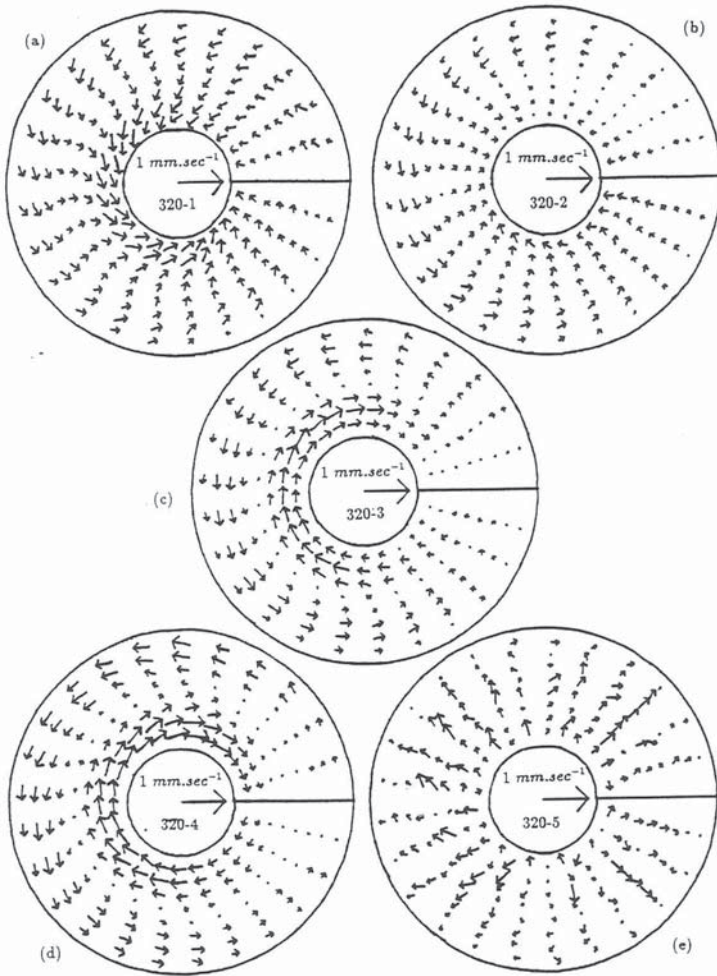 (a)
1 mm.sec⁻¹
320-1
(b)
1 mm.sec⁻¹
320-2
(c)
1 mm.sec⁻¹
320-3
(d)
1 mm.sec⁻¹
320-4
(e)
1 mm.sec⁻¹
320-5